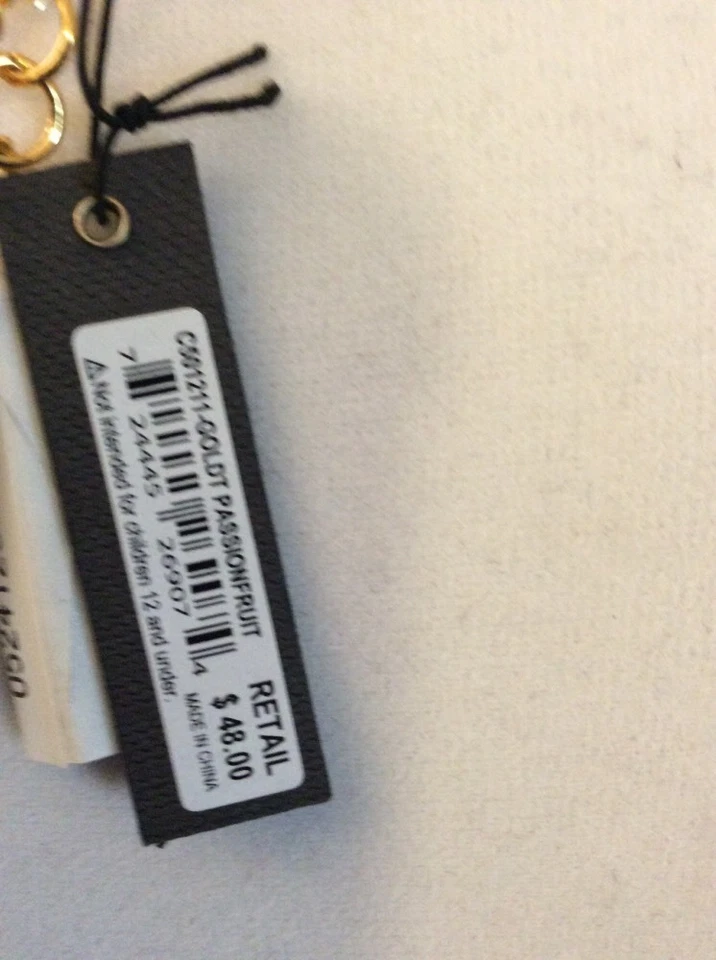 C501211-GOLDT PASSIONFRUIT
7 24445 26907 4
⚠ Not intended for children 12 and under.
RETAIL
$ 48.00
MADE IN CHINA